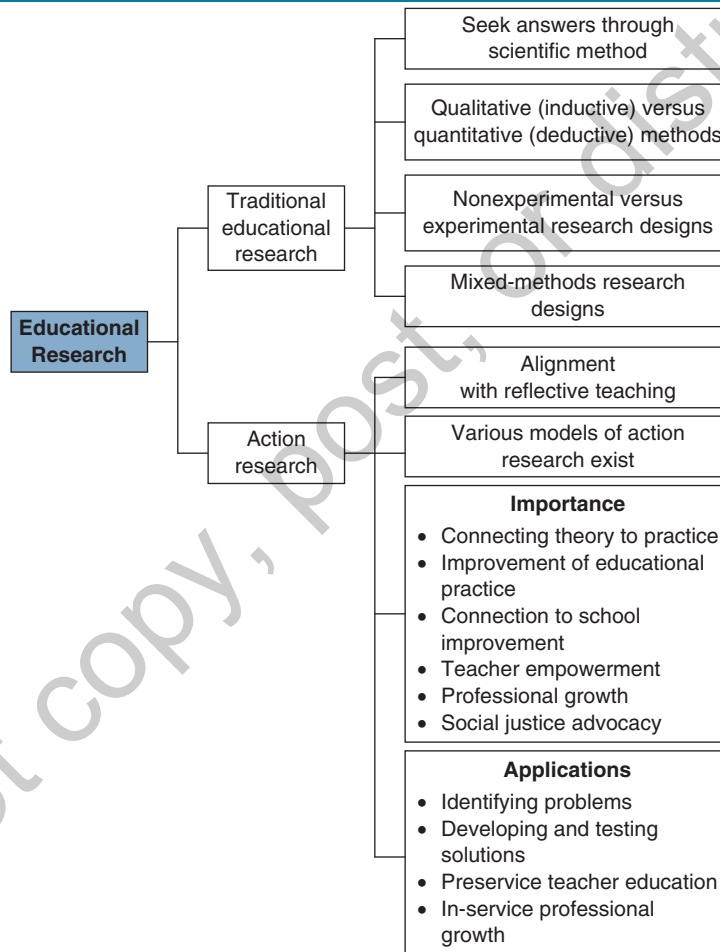 Educational
Research
Traditional
educational
research
Seek answers through
scientific method
Qualitative (inductive) versus
quantitative (deductive) methods
Nonexperimental versus
experimental research designs
Mixed-methods research
designs
Action
research
Alignment
with reflective teaching
Various models of action
research exist
Importance
• Connecting theory to practice
• Improvement of educational
practice
• Connection to school
improvement
• Teacher empowerment
• Professional growth
• Social justice advocacy
Applications
• Identifying problems
• Developing and testing
solutions
• Preservice teacher education
• In-service professional
growth
copy, post, or